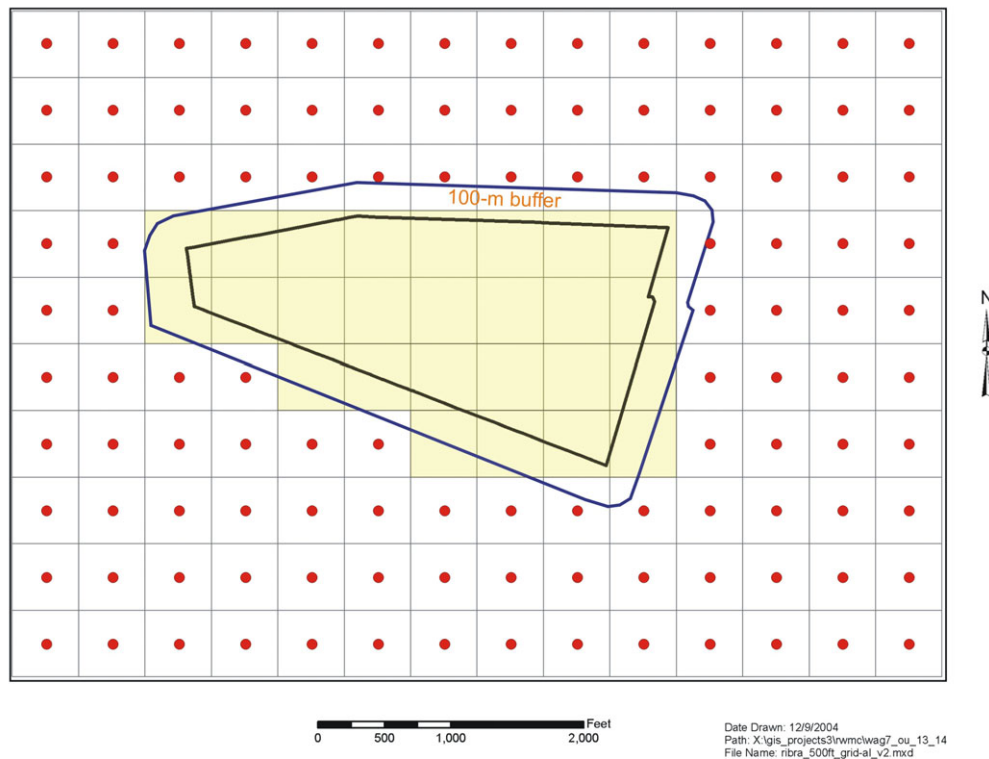 100-m buffer
N
Feet
0 500 1,000 2,000
Date Drawn: 12/9/2004
Path: X:\gis_projects3\rwmc\wag7_ou_13_14
File Name: ribra_500ft_grid-al_v2.mxd